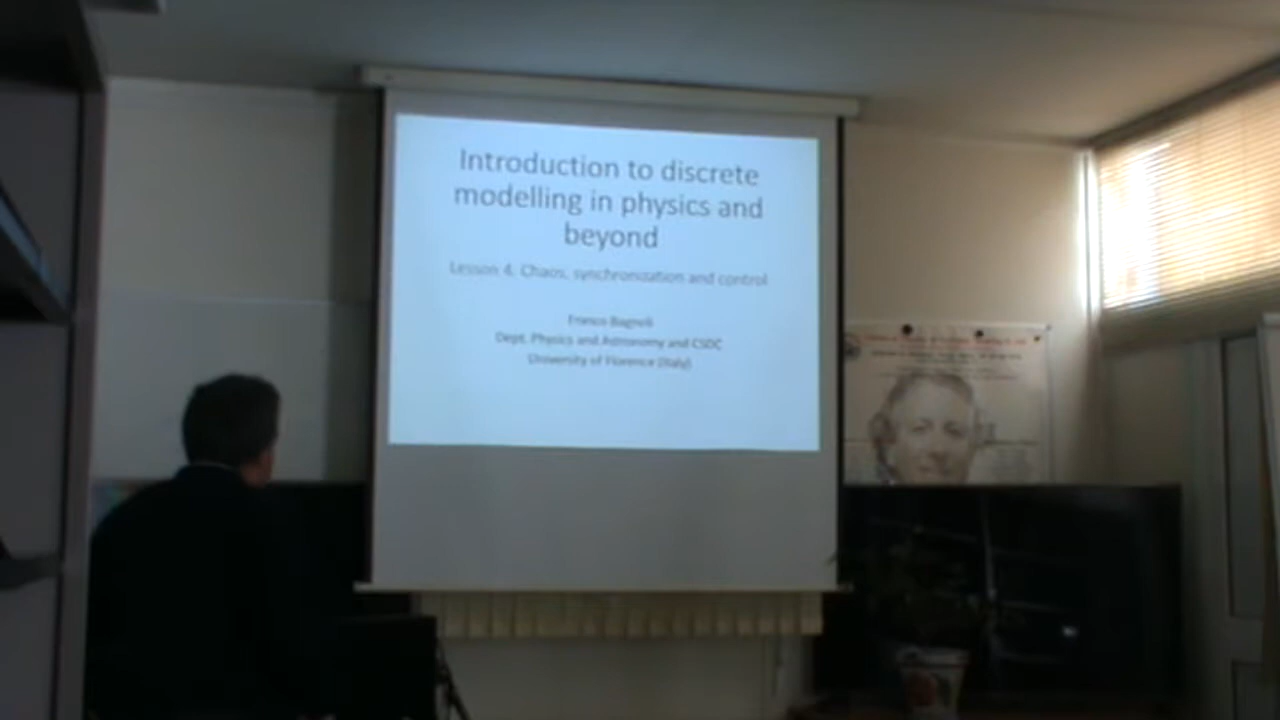 Introduction to discrete
modelling in physics and
beyond
Lesson 4. Chaos, synchronization and control
Franco Bagnoli
Dept. Physics and Astronomy and CSDC
University of Florence (Italy)